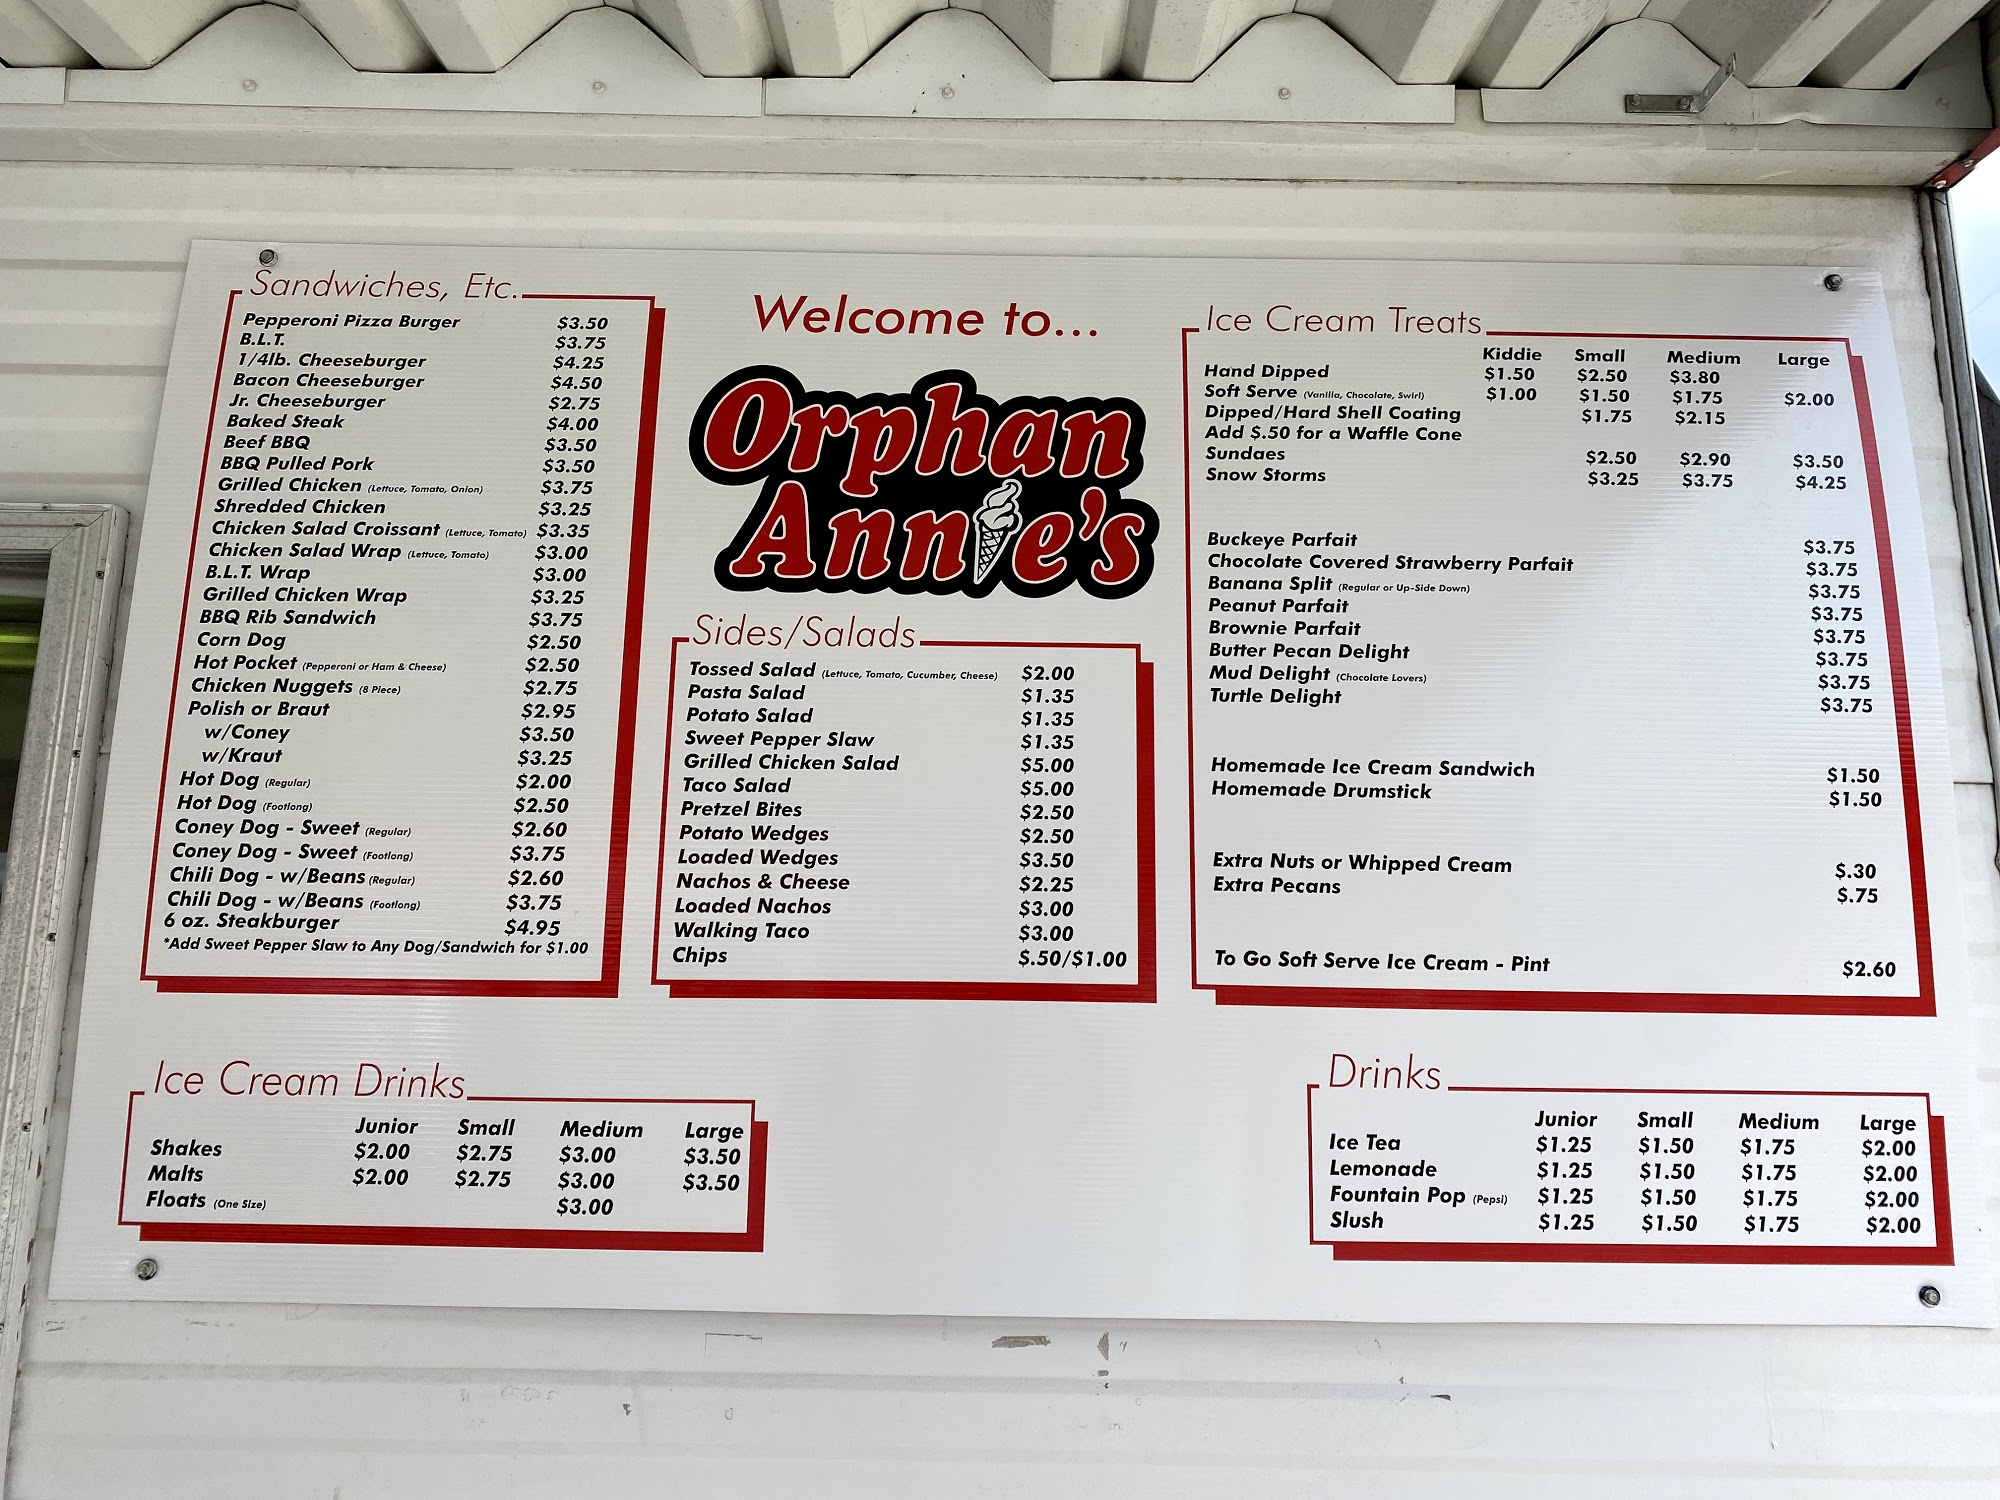 Sandwiches, Etc.
Pepperoni Pizza Burger $3.50
B.L.T. $3.75
1/4lb. Cheeseburger $4.25
Bacon Cheeseburger $4.50
Jr. Cheeseburger $2.75
Baked Steak $4.00
Beef BBQ $3.50
BBQ Pulled Pork $3.50
Grilled Chicken (Lettuce, Tomato, Onion) $3.75
Shredded Chicken $3.25
Chicken Salad Croissant (Lettuce, Tomato) $3.35
Chicken Salad Wrap (Lettuce, Tomato) $3.00
B.L.T. Wrap $3.00
Grilled Chicken Wrap $3.25
BBQ Rib Sandwich $3.75
Corn Dog $2.50
Hot Pocket (Pepperoni or Ham & Cheese) $2.50
Chicken Nuggets (8 Piece) $2.75
Polish or Braut $2.95
w/Coney $3.50
w/Kraut $3.25
Hot Dog (Regular) $2.00
Hot Dog (Footlong) $2.50
Coney Dog - Sweet (Regular) $2.60
Coney Dog - Sweet (Footlong) $3.75
Chili Dog - w/Beans (Regular) $2.60
Chili Dog - w/Beans (Footlong) $3.75
6 oz. Steakburger $4.95
*Add Sweet Pepper Slaw to Any Dog/Sandwich for $1.00
Welcome to...
Orphan
Annie's
Sides/Salads
Tossed Salad (Lettuce, Tomato, Cucumber, Cheese) $2.00
Pasta Salad $1.35
Potato Salad $1.35
Sweet Pepper Slaw $1.35
Grilled Chicken Salad $5.00
Taco Salad $5.00
Pretzel Bites $2.50
Potato Wedges $2.50
Loaded Wedges $3.50
Nachos & Cheese $2.25
Loaded Nachos $3.00
Walking Taco $3.00
Chips $.50/$1.00
Ice Cream Treats
Kiddie Small Medium Large
Hand Dipped $1.50 $2.50 $3.80
Soft Serve (Vanilla, Chocolate, Swirl) $1.00 $1.50 $1.75 $2.00
Dipped/Hard Shell Coating $1.75 $2.15
Add $.50 for a Waffle Cone
Sundaes $2.50 $2.90 $3.50
Snow Storms $3.25 $3.75 $4.25
Buckeye Parfait $3.75
Chocolate Covered Strawberry Parfait $3.75
Banana Split (Regular or Up-Side Down) $3.75
Peanut Parfait $3.75
Brownie Parfait $3.75
Butter Pecan Delight $3.75
Mud Delight (Chocolate Lovers) $3.75
Turtle Delight $3.75
Homemade Ice Cream Sandwich $1.50
Homemade Drumstick $1.50
Extra Nuts or Whipped Cream $.30
Extra Pecans $.75
To Go Soft Serve Ice Cream - Pint $2.60
Ice Cream Drinks
Junior Small Medium Large
Shakes $2.00 $2.75 $3.00 $3.50
Malts $2.00 $2.75 $3.00 $3.50
Floats (One Size) $3.00
Drinks
Junior Small Medium Large
Ice Tea $1.25 $1.50 $1.75 $2.00
Lemonade $1.25 $1.50 $1.75 $2.00
Fountain Pop (Pepsi) $1.25 $1.50 $1.75 $2.00
Slush $1.25 $1.50 $1.75 $2.00